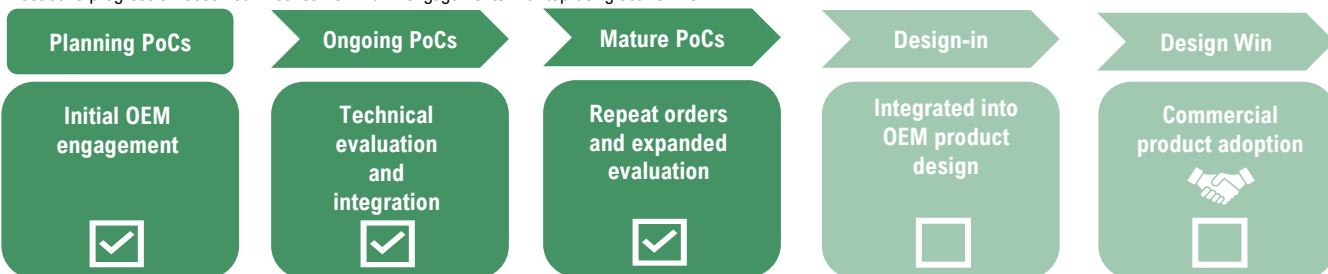 Planning PoCs
Ongoing PoCs
Mature PoCs
Design-in
Design Win
Initial OEM
engagement
Technical
evaluation
and
integration
Repeat orders
and expanded
evaluation
Integrated into
OEM product
design
Commercial
product adoption